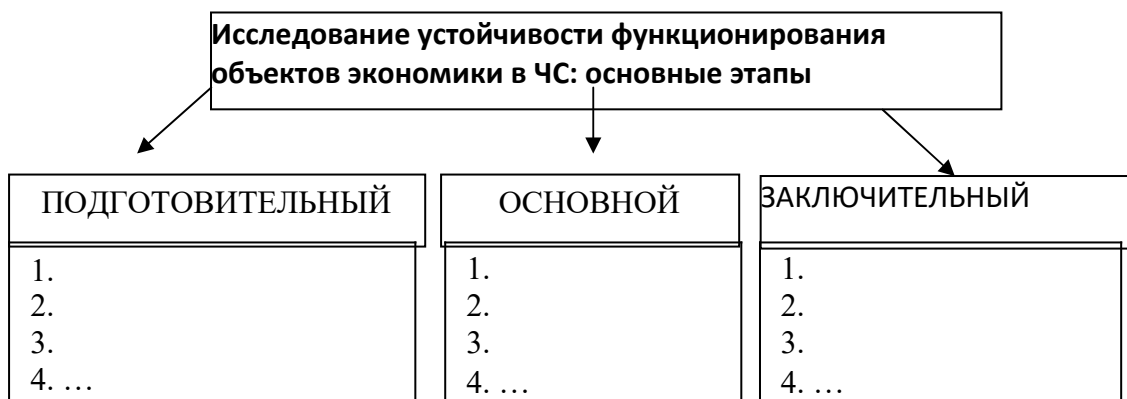 Исследование устойчивости функционирования
объектов экономики в ЧС: основные этапы
ПОДГОТОВИТЕЛЬНЫЙ
1.
2.
3.
4. …
ОСНОВНОЙ
1.
2.
3.
4. …
ЗАКЛЮЧИТЕЛЬНЫЙ
1.
2.
3.
4. …